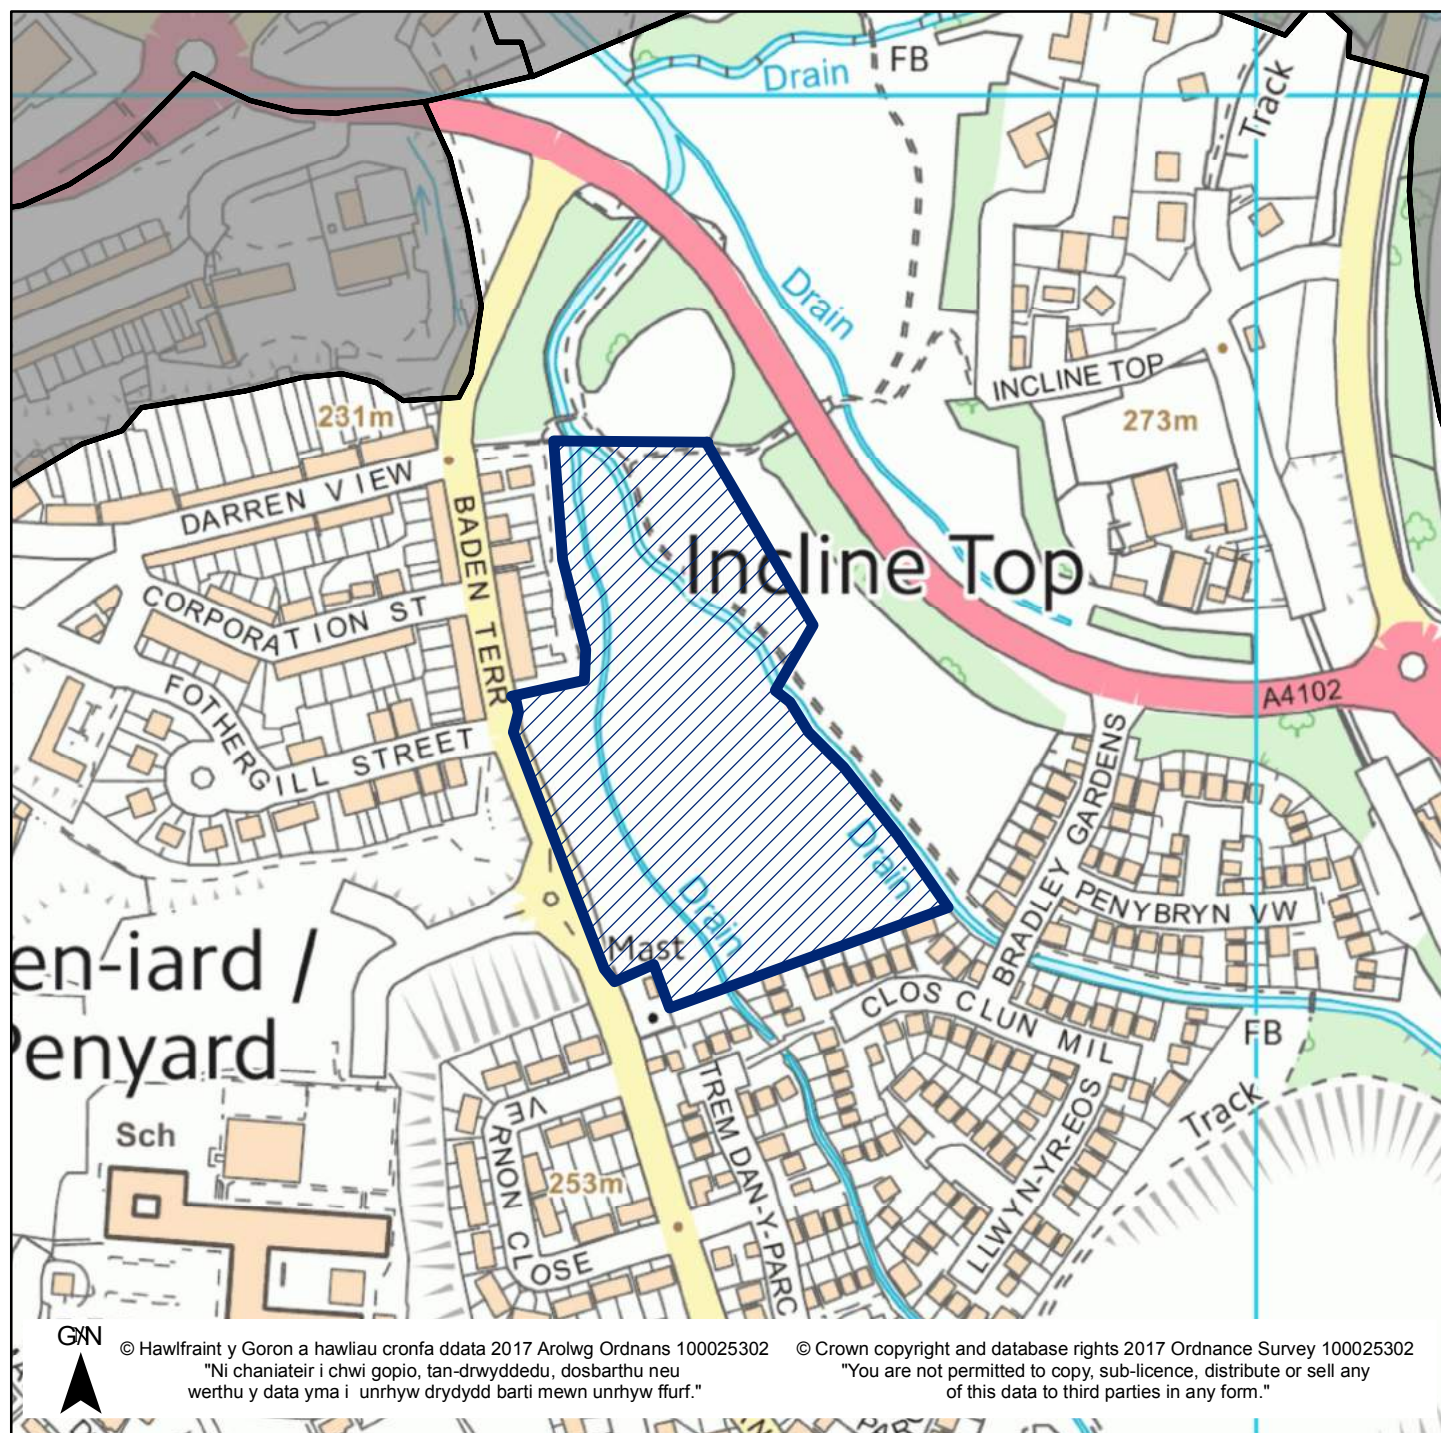 Drain
FB
Track
Drain
INCLINE TOP
231m
273m
DARREN VIEW
BADEN TERR
Incline Top
CORPORATION ST
FOTHERGILL STREET
A4102
BRADLEY GARDENS
Drain
PENYBRYN VW
Drain
Mast
en-iard /
Penyard
CLOS CLUN MIL
FB
TREM DAN-Y-PARC
LLWYN-YR-EOS
Track
VERNON CLOSE
Sch
253m
G/N
© Hawlfraint y Goron a hawliau cronfa ddata 2017 Arolwg Ordnans 100025302
"Ni chaniateir i chwi gopio, tan-drwyddedu, dosbarthu neu
werthu y data yma i unrhyw drydydd barti mewn unrhyw ffurf."
© Crown copyright and database rights 2017 Ordnance Survey 100025302
"You are not permitted to copy, sub-licence, distribute or sell any
of this data to third parties in any form."